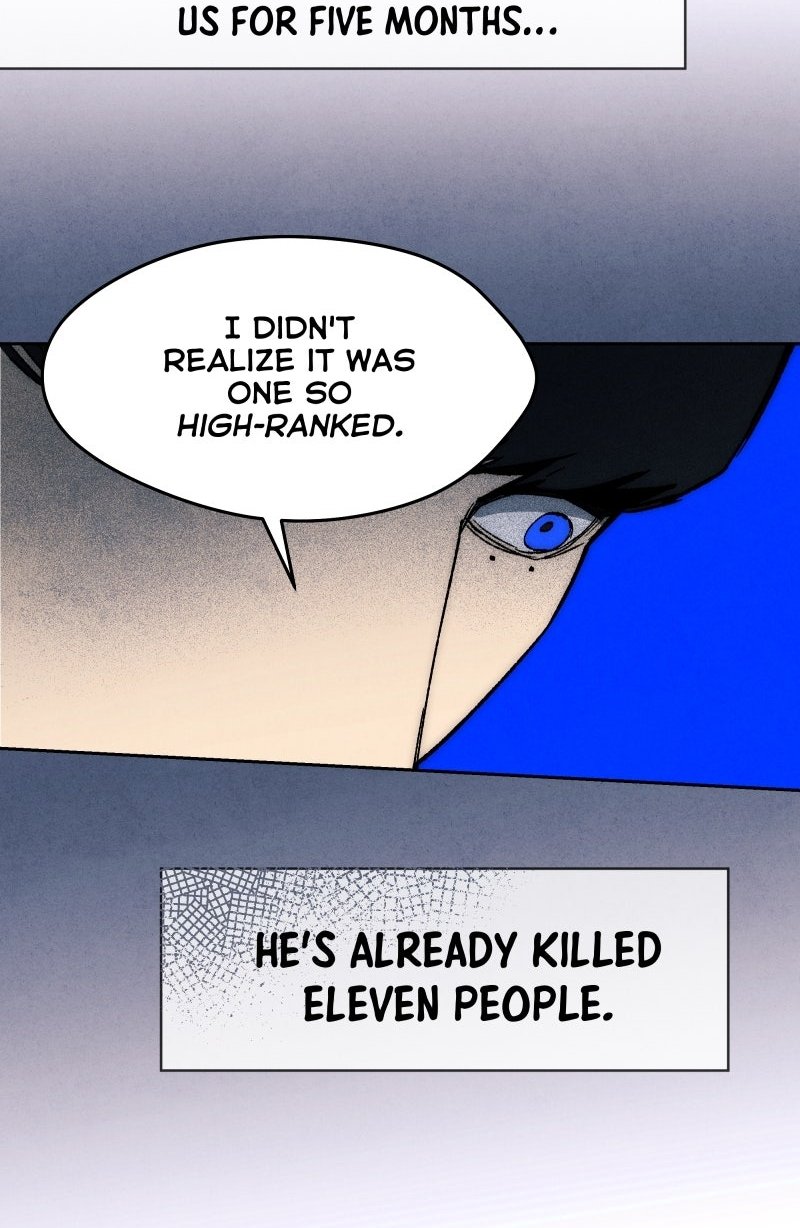 US FOR FIVE MONTHS...
I DIDN'T
REALIZE IT WAS
ONE SO
HIGH-RANKED.
HE'S ALREADY KILLED
ELEVEN PEOPLE.